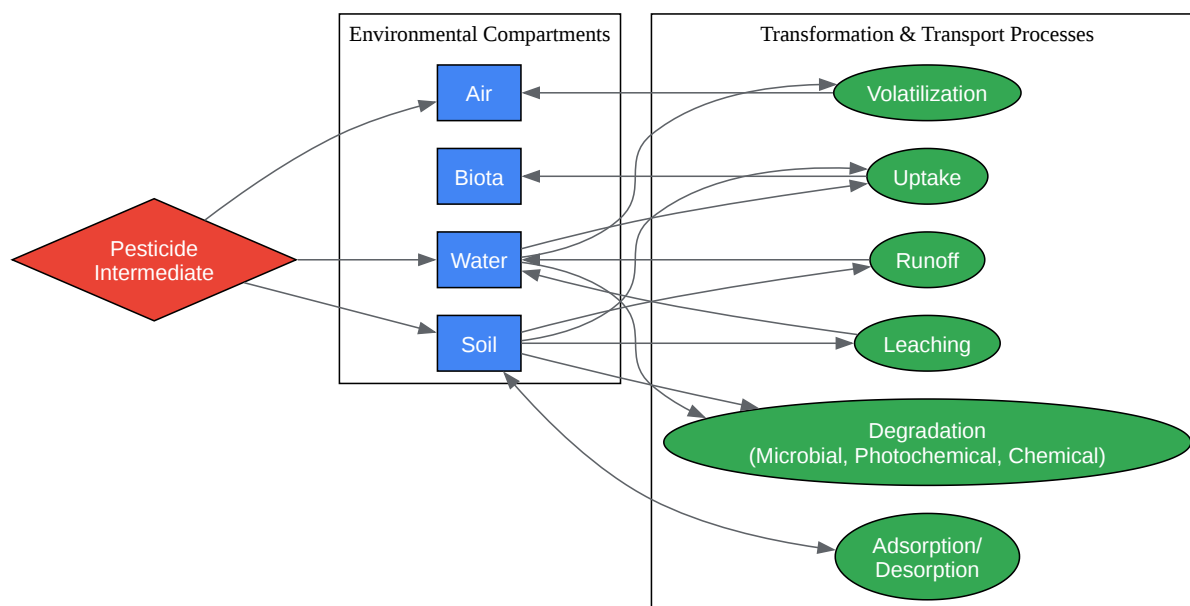 Environmental Compartments
Transformation & Transport Processes
Pesticide
Intermediate
Air
Biota
Water
Soil
Volatilization
Uptake
Runoff
Leaching
Degradation
(Microbial, Photochemical, Chemical)
Adsorption/
Desorption